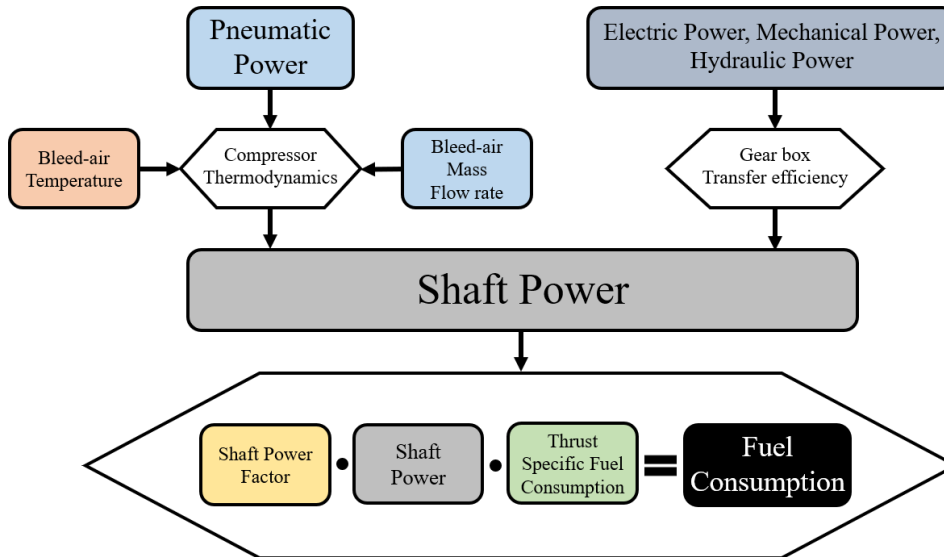 Pneumatic
Power
Electric Power, Mechanical Power,
Hydraulic Power
Bleed-air
Temperature
Compressor
Thermodynamics
Bleed-air
Mass
Flow rate
Gear box
Transfer efficiency
Shaft Power
Shaft Power
Factor
•
Shaft
Power
•
Thrust
Specific Fuel
Consumption
=
Fuel
Consumption